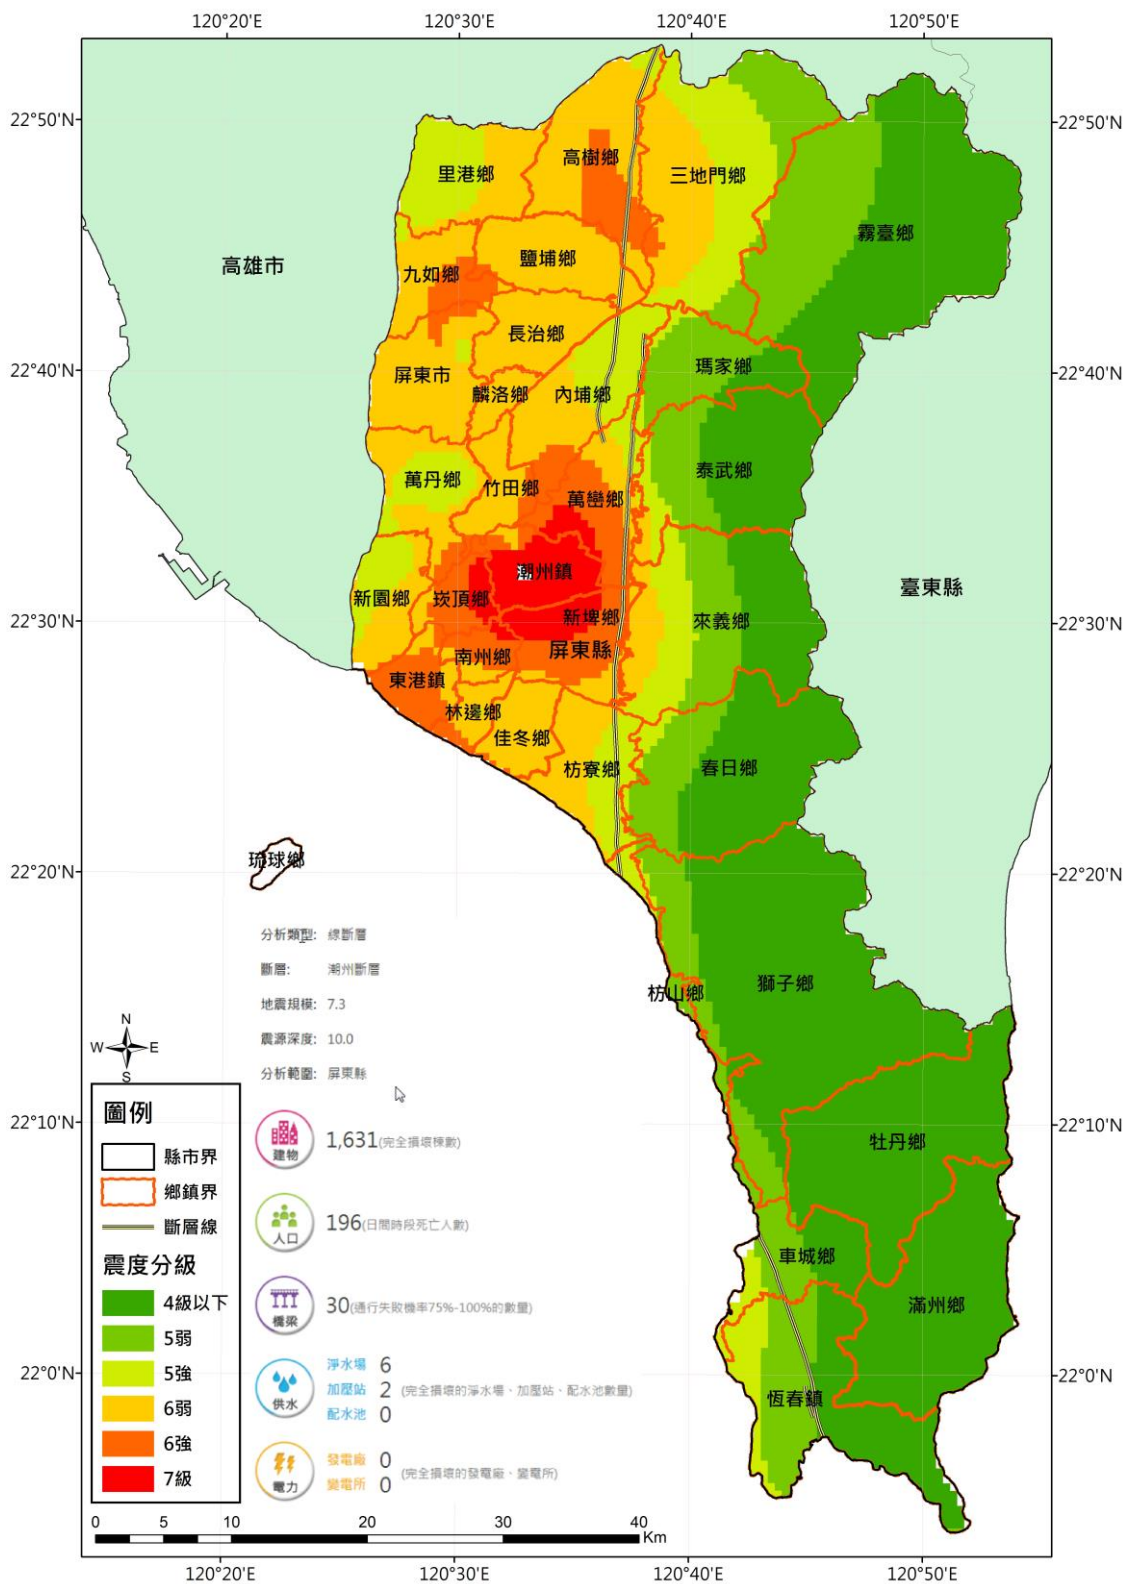 120°20'E 120°30'E 120°40'E 120°50'E
22°50'N 22°50'N
高樹鄉
里港鄉 三地門鄉
霧臺鄉
鹽埔鄉
高雄市 九如鄉
長治鄉
22°40'N 屏東市 瑪家鄉 22°40'N
麟洛鄉 內埔鄉
泰武鄉
萬丹鄉 竹田鄉 萬巒鄉
潮州鎮
臺東縣
新園鄉 崁頂鄉
新埤鄉 來義鄉
22°30'N 22°30'N
南州鄉 屏東縣
東港鎮
林邊鄉
佳冬鄉
枋寮鄉 春日鄉
琉球鄉
22°20'N 22°20'N
分析類型: 線斷層
斷層: 潮州斷層
地震規模: 7.3
震源深度: 10.0
分析範圍: 屏東縣
獅子鄉
枋山鄉
N
W E
S
22°10'N 22°10'N
牡丹鄉
車城鄉
滿州鄉
22°0'N 22°0'N
恆春鎮
建物 1,631(完全損壞棟數)
人口 196(日間時段死亡人數)
橋梁 30(通行失敗機率75%-100%的數量)
淨水場 6
供水 加壓站 2 (完全損壞的淨水場、加壓站、配水池數量)
配水池 0
發電廠 0
電力 (完全損壞的發電廠、變電所)
變電所 0
圖例
縣市界
鄉鎮界
斷層線
震度分級
4級以下
5弱
5強
6弱
6強
7級
0 5 10 20 30 40
Km
120°20'E 120°30'E 120°40'E 120°50'E